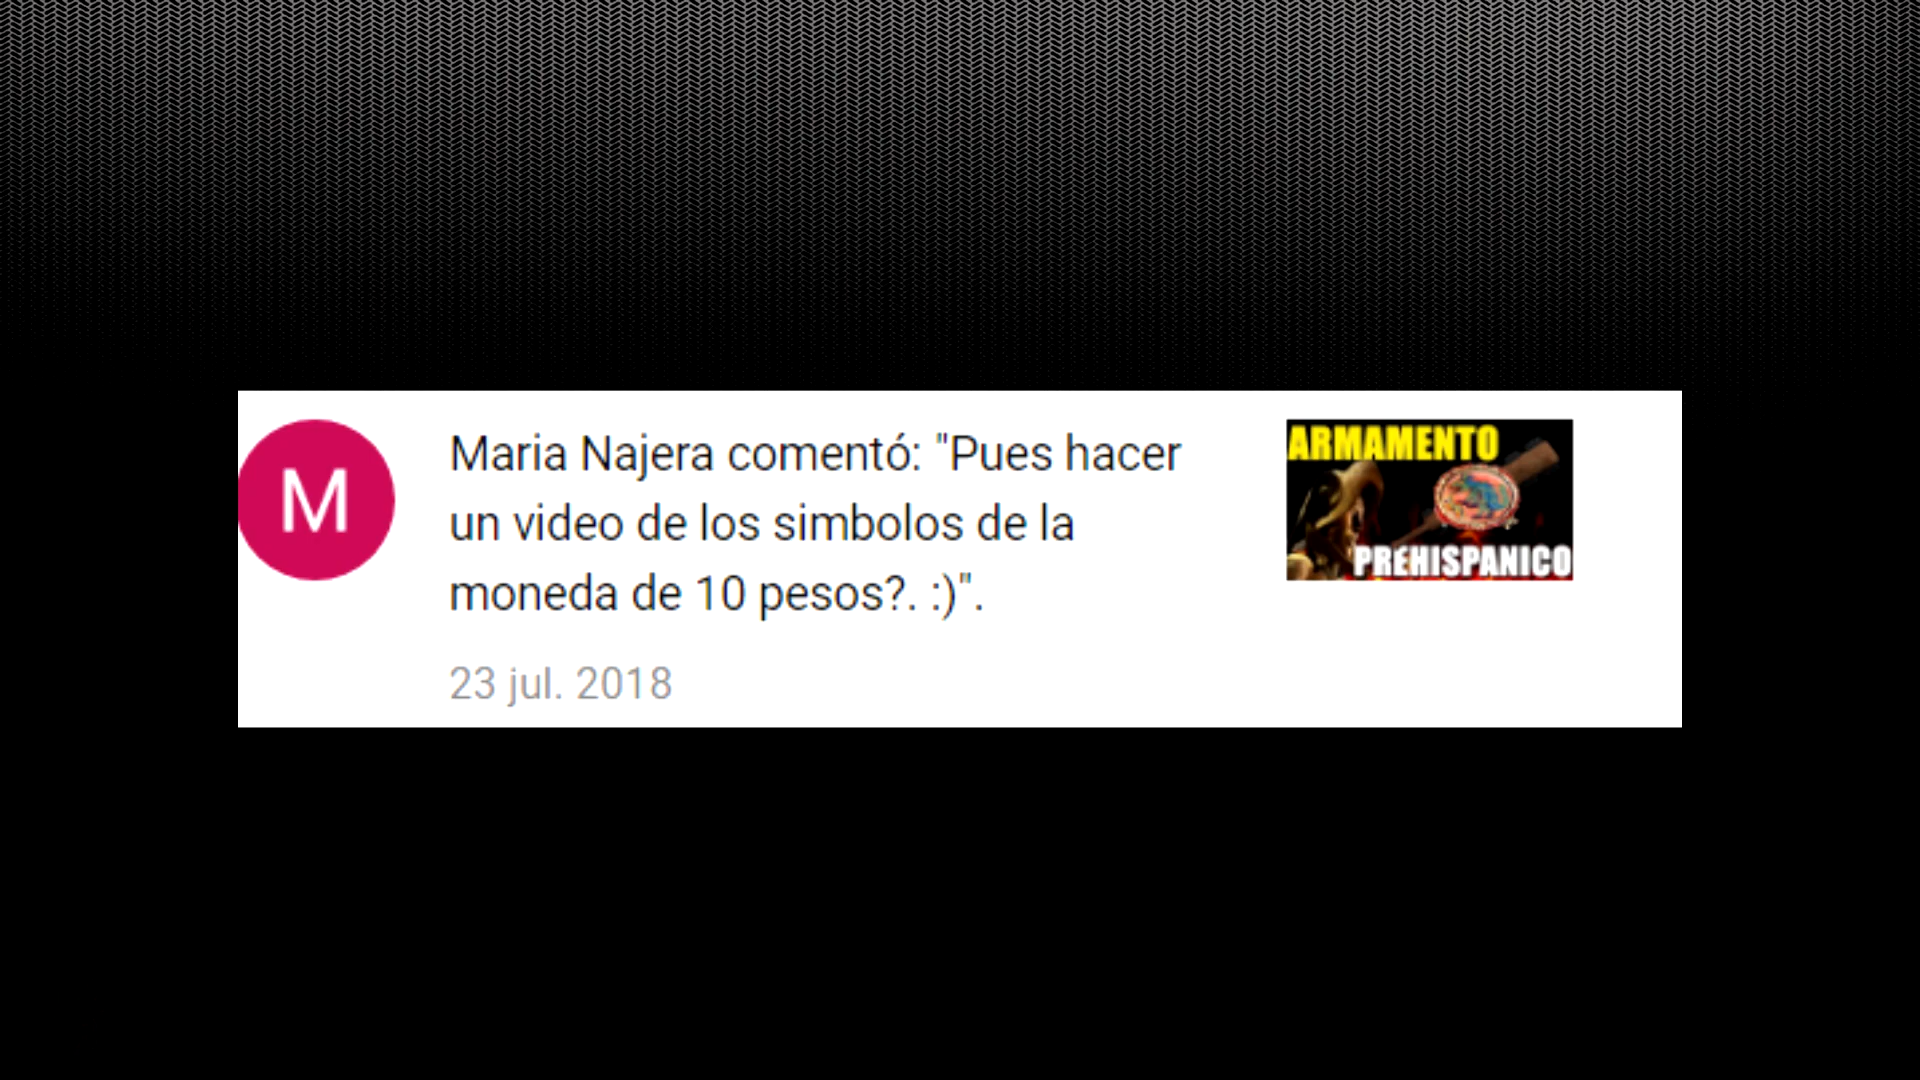 M
Maria Najera comentó: "Pues hacer
un video de los simbolos de la
moneda de 10 pesos?. :)".
23 jul. 2018
ARMAMENTO
PREHISPANICO